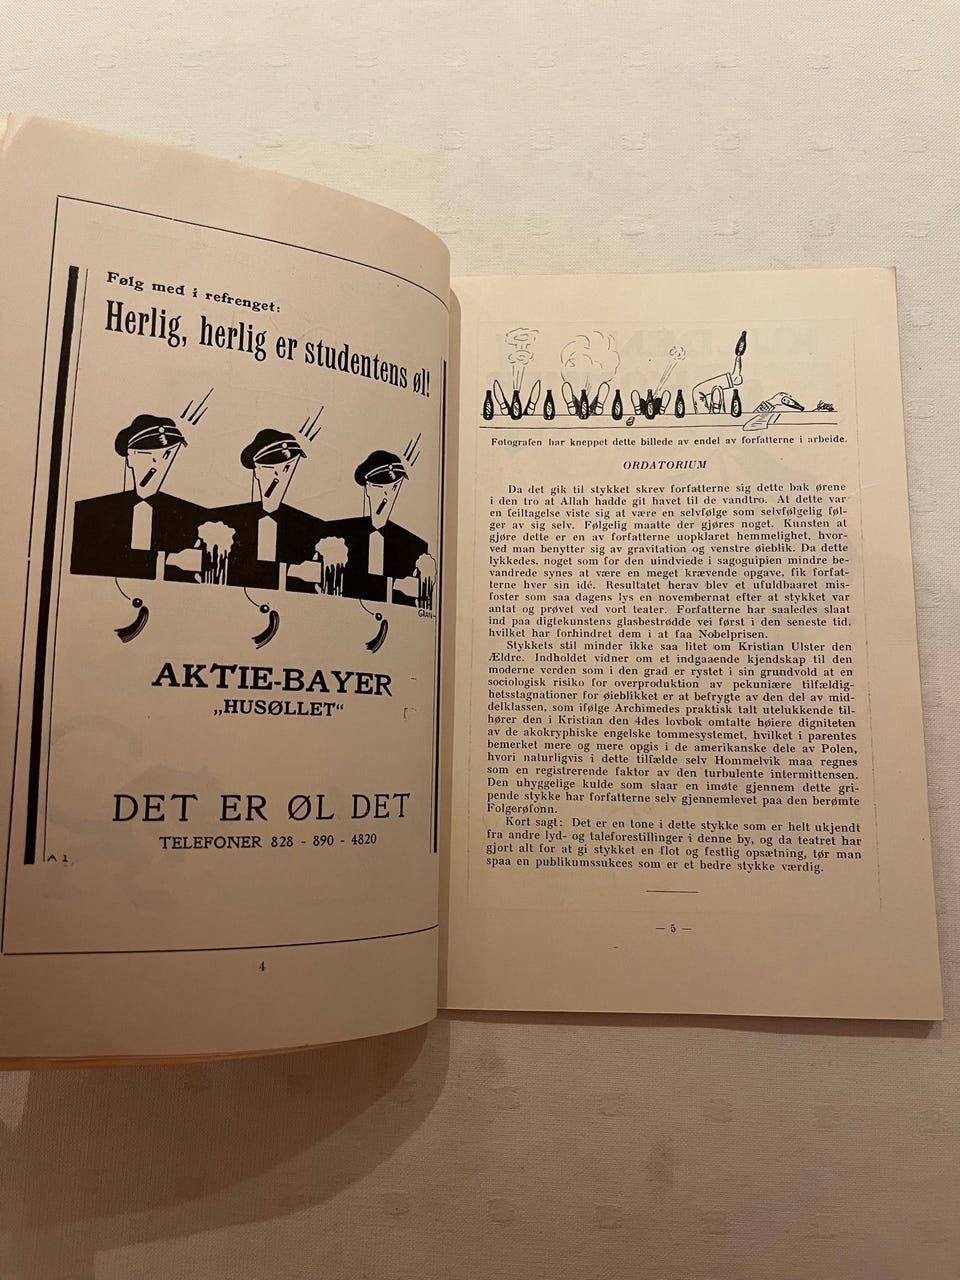 Følg med i refrenget:
Herlig, herlig er studentens øl!
GRAN-
AKTIE-BAYER
„HUSØLLET“
DET ER ØL DET
TELEFONER 828 - 890 - 4820
A 1
4
Fotografen har kneppet dette billede av endel av forfatterne i arbeide.
ORDATORIUM
Da det gik til stykket skrev forfatterne sig dette bak ørene
i den tro at Allah hadde git havet til de vandtro. At dette var
en feiltagelse viste sig at være en selvfølge som selvfølgelig føl-
ger av sig selv. Følgelig maatte der gjøres noget. Kunsten at
gjøre dette er en av forfatterne uopklaret hemmelighet, hvor-
ved man benytter sig av gravitation og venstre øieblik. Da dette
lykkedes, noget som for den uindviede i sagoguipien mindre be-
vandrede synes at være en meget krævende opgave, fik forfat-
terne hver sin idé. Resultatet herav blev et ufuldbaaret mis-
foster som saa dagens lys en novembernat efter at stykket var
antat og prøvet ved vort teater. Forfatterne har saaledes slaat
ind paa digtekunstens glasbestrødde vei først i den seneste tid,
hvilket har forhindret dem i at faa Nobelprisen.
Stykkets stil minder ikke saa litet om Kristian Ulster den
Ældre. Indholdet vidner om et indgaaende kjendskap til den
moderne verden som i den grad er rystet i sin grundvold at en
sociologisk risiko for overproduktion av pekuniære tilfældig-
hetsstagnationer for øieblikket er at befrygte av den del av mid-
delklassen, som ifølge Archimedes praktisk talt utelukkende til-
hører den i Kristian den 4des lovbok omtalte høiere digniteten
av de akokryphiske engelske tommesystemet, hvilket i parentes
bemerket mere og mere opgis i de amerikanske dele av Polen,
hvori naturligvis i dette tilfælde selv Hommelvik maa regnes
som en registrerende faktor av den turbulente intermittensen.
Den uhyggelige kulde som slaar en imøte gjennem dette gri-
pende stykke har forfatterne selv gjennemlevet paa den berømte
Folgerøfonn.
Kort sagt: Det er en tone i dette stykke som er helt ukjendt
fra andre lyd- og taleforestillinger i denne by, og da teatret har
gjort alt for at gi stykket en flot og festlig opsætning, tør man
spaa en publikumssukces som er et bedre stykke værdig.
— 5 —